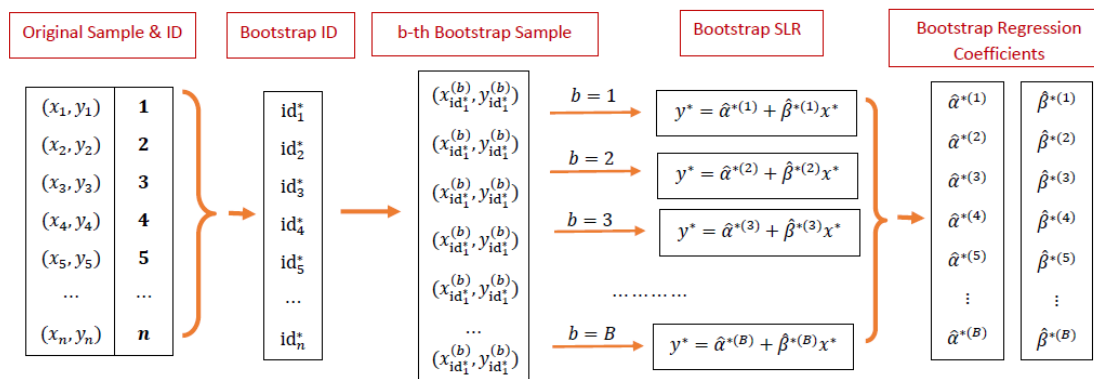 Original Sample & ID
Bootstrap ID
b-th Bootstrap Sample
Bootstrap SLR
Bootstrap Regression
Coefficients
(x₁, y₁) 1
(x₂, y₂) 2
(x₃, y₃) 3
(x₄, y₄) 4
(x₅, y₅) 5
... ...
(xₙ, yₙ) n
id₁*
id₂*
id₃*
id₄*
id₅*
...
idₙ*
(x_{id₁*}^{(b)}, y_{id₁*}^{(b)})
(x_{id₁*}^{(b)}, y_{id₁*}^{(b)})
(x_{id₁*}^{(b)}, y_{id₁*}^{(b)})
(x_{id₁*}^{(b)}, y_{id₁*}^{(b)})
(x_{id₁*}^{(b)}, y_{id₁*}^{(b)})
...
(x_{id₁*}^{(b)}, y_{id₁*}^{(b)})
b = 1
y* = α̂*⁽¹⁾ + β̂*⁽¹⁾x*
b = 2
y* = α̂*⁽²⁾ + β̂*⁽²⁾x*
b = 3
y* = α̂*⁽³⁾ + β̂*⁽³⁾x*
............
b = B
y* = α̂*⁽ᴮ⁾ + β̂*⁽ᴮ⁾x*
α̂*⁽¹⁾
α̂*⁽²⁾
α̂*⁽³⁾
α̂*⁽⁴⁾
α̂*⁽⁵⁾
⋮
α̂*⁽ᴮ⁾
β̂*⁽¹⁾
β̂*⁽²⁾
β̂*⁽³⁾
β̂*⁽⁴⁾
β̂*⁽⁵⁾
⋮
β̂*⁽ᴮ⁾